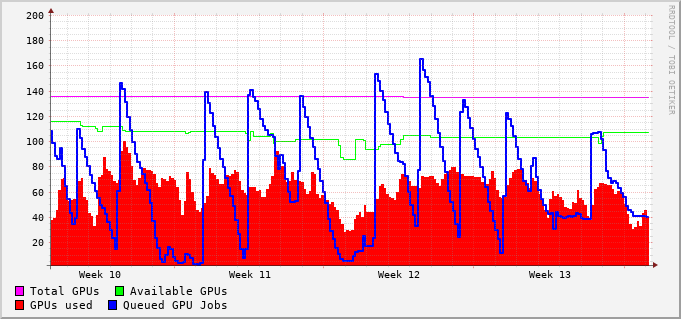 200
180
160
140
120
100
80
60
40
20
Week 10 Week 11 Week 12 Week 13
Total GPUs Available GPUs
GPUs used Queued GPU Jobs
RRDTOOL / TOBI OETIKER